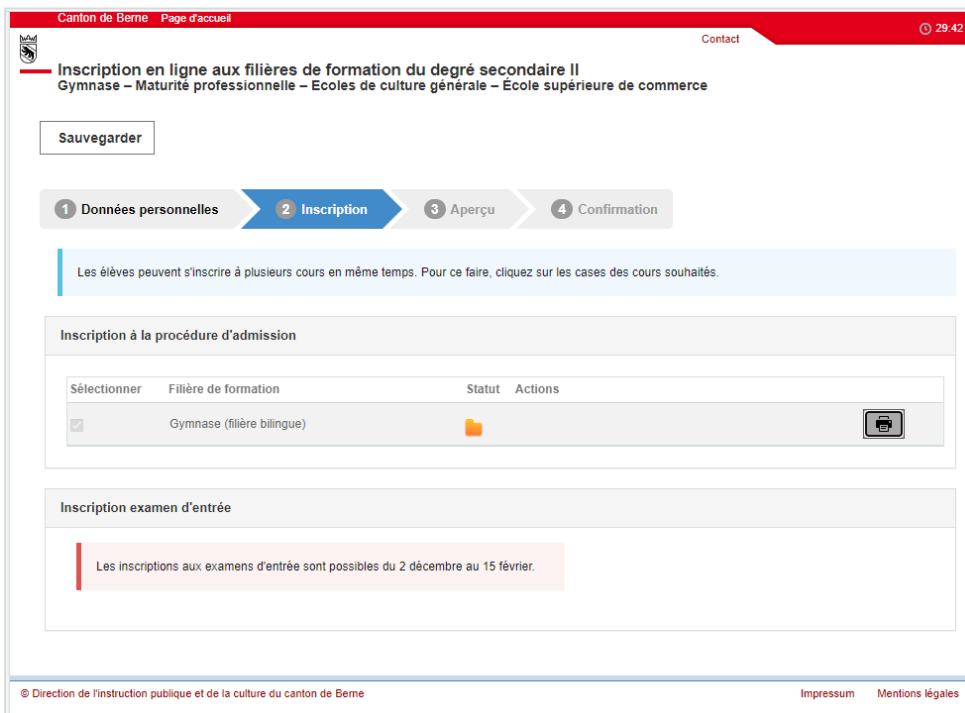 Canton de Berne Page d'accueil
29:42
Contact
Inscription en ligne aux filières de formation du degré secondaire II
Gymnase – Maturité professionnelle – Ecoles de culture générale – École supérieure de commerce
Sauvegarder
1 Données personnelles 2 Inscription 3 Aperçu 4 Confirmation
Les élèves peuvent s'inscrire à plusieurs cours en même temps. Pour ce faire, cliquez sur les cases des cours souhaités.
Inscription à la procédure d'admission
Sélectionner Filière de formation Statut Actions
Gymnase (filière bilingue)
Inscription examen d'entrée
Les inscriptions aux examens d'entrée sont possibles du 2 décembre au 15 février.
© Direction de l'instruction publique et de la culture du canton de Berne Impressum Mentions légales